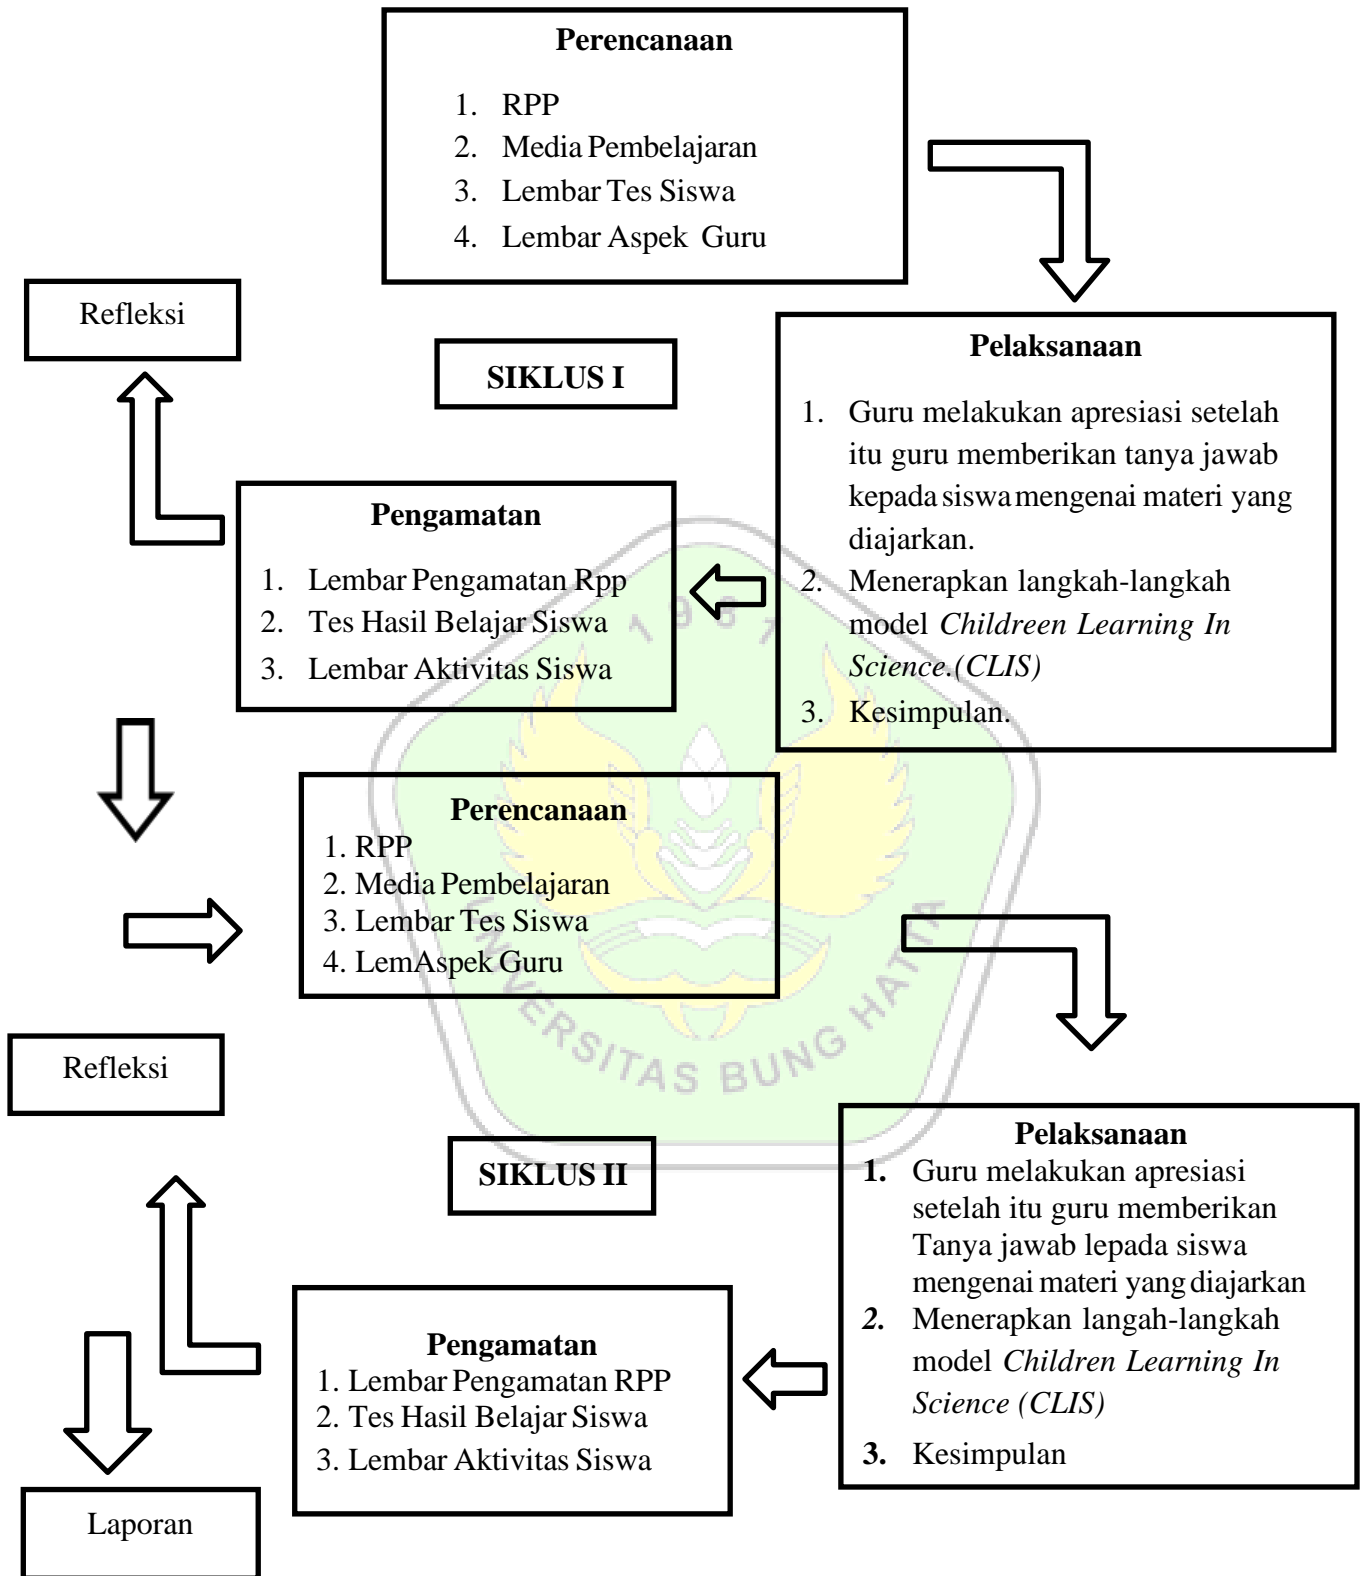 Perencanaan
1. RPP
2. Media Pembelajaran
3. Lembar Tes Siswa
4. Lembar Aspek Guru
Refleksi
SIKLUS I
Pelaksanaan
1. Guru melakukan apresiasi setelah
itu guru memberikan tanya jawab
kepada siswa mengenai materi yang
diajarkan.
2. Menerapkan langkah-langkah
model Childreen Learning In
Science.(CLIS)
3. Kesimpulan.
Pengamatan
1. Lembar Pengamatan Rpp
2. Tes Hasil Belajar Siswa
3. Lembar Aktivitas Siswa
1981
Perencanaan
1. RPP
2. Media Pembelajaran
3. Lembar Tes Siswa
4. LemAspek Guru
UNIVERSITAS BUNG HATTA
Refleksi
SIKLUS II
Pelaksanaan
1. Guru melakukan apresiasi
setelah itu guru memberikan
Tanya jawab lepada siswa
mengenai materi yang diajarkan
2. Menerapkan langah-langkah
model Children Learning In
Science (CLIS)
3. Kesimpulan
Pengamatan
1. Lembar Pengamatan RPP
2. Tes Hasil Belajar Siswa
3. Lembar Aktivitas Siswa
Laporan